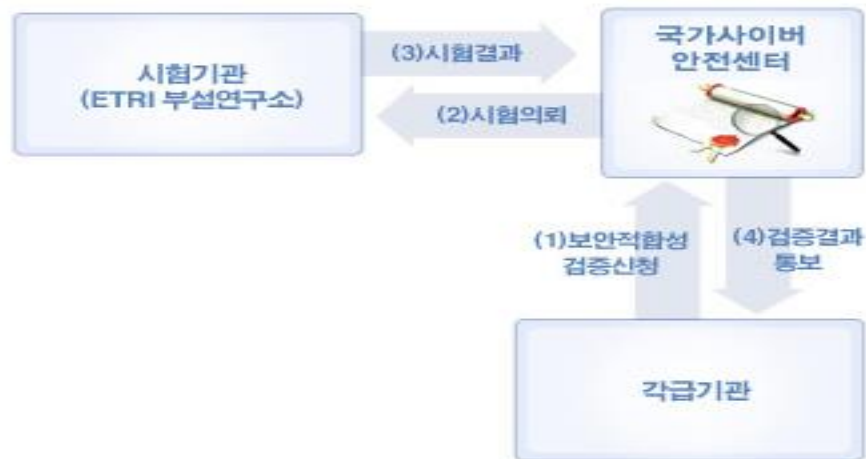 시험기관
(ETRI 부설연구소)
(3)시험결과
(2)시험의뢰
국가사이버
안전센터
(1)보안적합성
검증신청
(4)검증결과
통보
각급기관